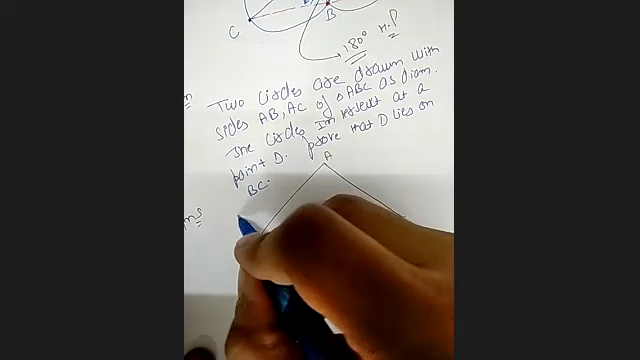 C
B
180° H.P
Two circles are drawn with
sides AB, AC of △ABC as diam.
The circles Intersect at a
point D. prove that D lies on
BC.
A
ns